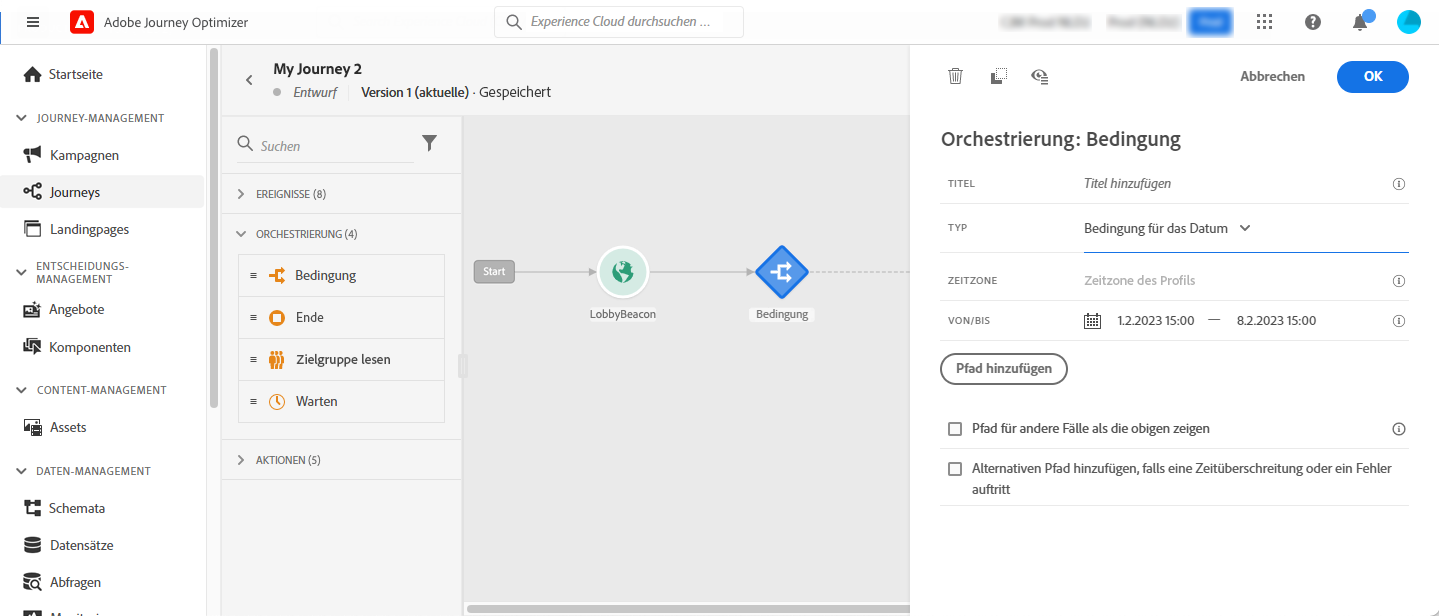 Adobe Journey Optimizer
Experience Cloud durchsuchen ...
Startseite
JOURNEY-MANAGEMENT
Kampagnen
Journeys
Landingpages
ENTSCHEIDUNGS-
MANAGEMENT
Angebote
Komponenten
CONTENT-MANAGEMENT
Assets
DATEN-MANAGEMENT
Schemata
Datensätze
Abfragen
My Journey 2
Entwurf
Version 1 (aktuelle) · Gespeichert
Suchen
EREIGNISSE (8)
ORCHESTRIERUNG (4)
Bedingung
Ende
Zielgruppe lesen
Warten
AKTIONEN (5)
Start
LobbyBeacon
Bedingung
Abbrechen
OK
Orchestrierung: Bedingung
TITEL
Titel hinzufügen
TYP
Bedingung für das Datum
ZEITZONE
Zeitzone des Profils
VON/BIS
1.2.2023 15:00 — 8.2.2023 15:00
Pfad hinzufügen
Pfad für andere Fälle als die obigen zeigen
Alternativen Pfad hinzufügen, falls eine Zeitüberschreitung oder ein Fehler
auftritt